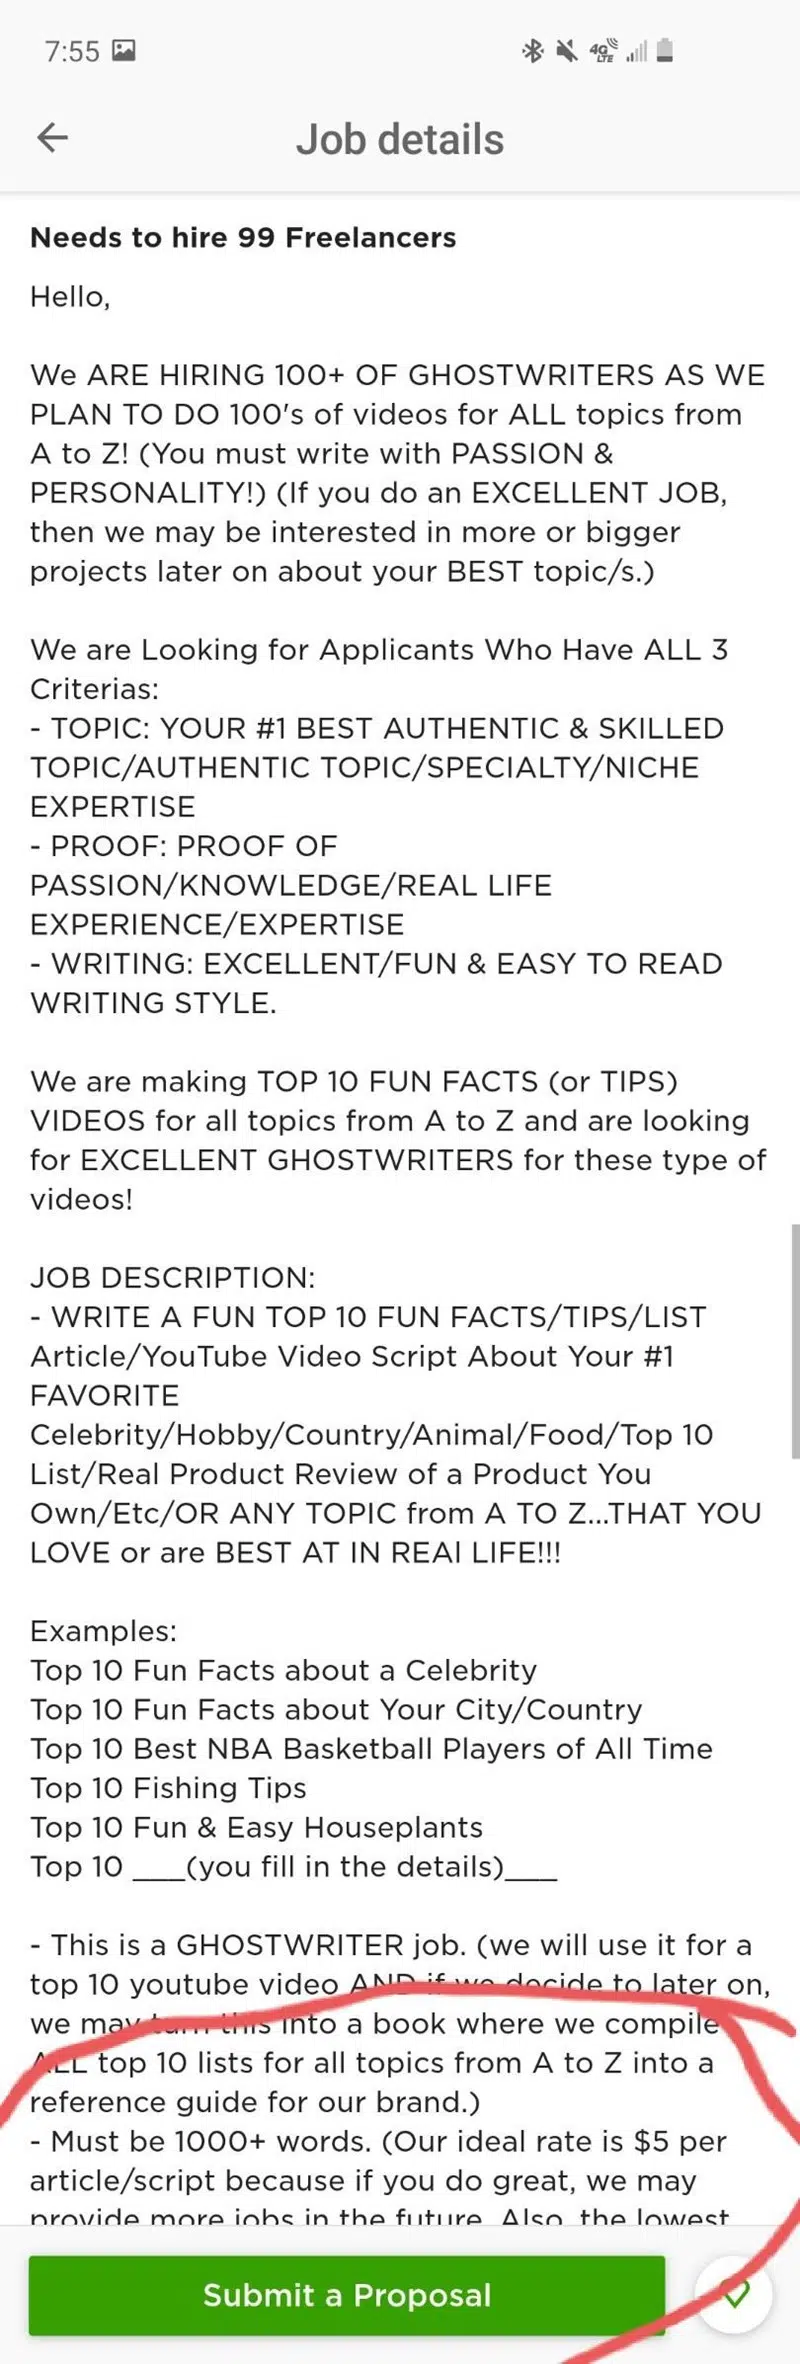 7:55
4G LTE
Job details
Needs to hire 99 Freelancers
Hello,
We ARE HIRING 100+ OF GHOSTWRITERS AS WE
PLAN TO DO 100's of videos for ALL topics from
A to Z! (You must write with PASSION &
PERSONALITY!) (If you do an EXCELLENT JOB,
then we may be interested in more or bigger
projects later on about your BEST topic/s.)
We are Looking for Applicants Who Have ALL 3
Criterias:
- TOPIC: YOUR #1 BEST AUTHENTIC & SKILLED
TOPIC/AUTHENTIC TOPIC/SPECIALTY/NICHE
EXPERTISE
- PROOF: PROOF OF
PASSION/KNOWLEDGE/REAL LIFE
EXPERIENCE/EXPERTISE
- WRITING: EXCELLENT/FUN & EASY TO READ
WRITING STYLE.
We are making TOP 10 FUN FACTS (or TIPS)
VIDEOS for all topics from A to Z and are looking
for EXCELLENT GHOSTWRITERS for these type of
videos!
JOB DESCRIPTION:
- WRITE A FUN TOP 10 FUN FACTS/TIPS/LIST
Article/YouTube Video Script About Your #1
FAVORITE
Celebrity/Hobby/Country/Animal/Food/Top 10
List/Real Product Review of a Product You
Own/Etc/OR ANY TOPIC from A TO Z...THAT YOU
LOVE or are BEST AT IN REAl LIFE!!!
Examples:
Top 10 Fun Facts about a Celebrity
Top 10 Fun Facts about Your City/Country
Top 10 Best NBA Basketball Players of All Time
Top 10 Fishing Tips
Top 10 Fun & Easy Houseplants
Top 10 ___(you fill in the details)___
- This is a GHOSTWRITER job. (we will use it for a
top 10 youtube video AND if we decide to later on,
we may turn this into a book where we compile
ALL top 10 lists for all topics from A to Z into a
reference guide for our brand.)
- Must be 1000+ words. (Our ideal rate is $5 per
article/script because if you do great, we may
provide more jobs in the future. Also, the lowest
Submit a Proposal